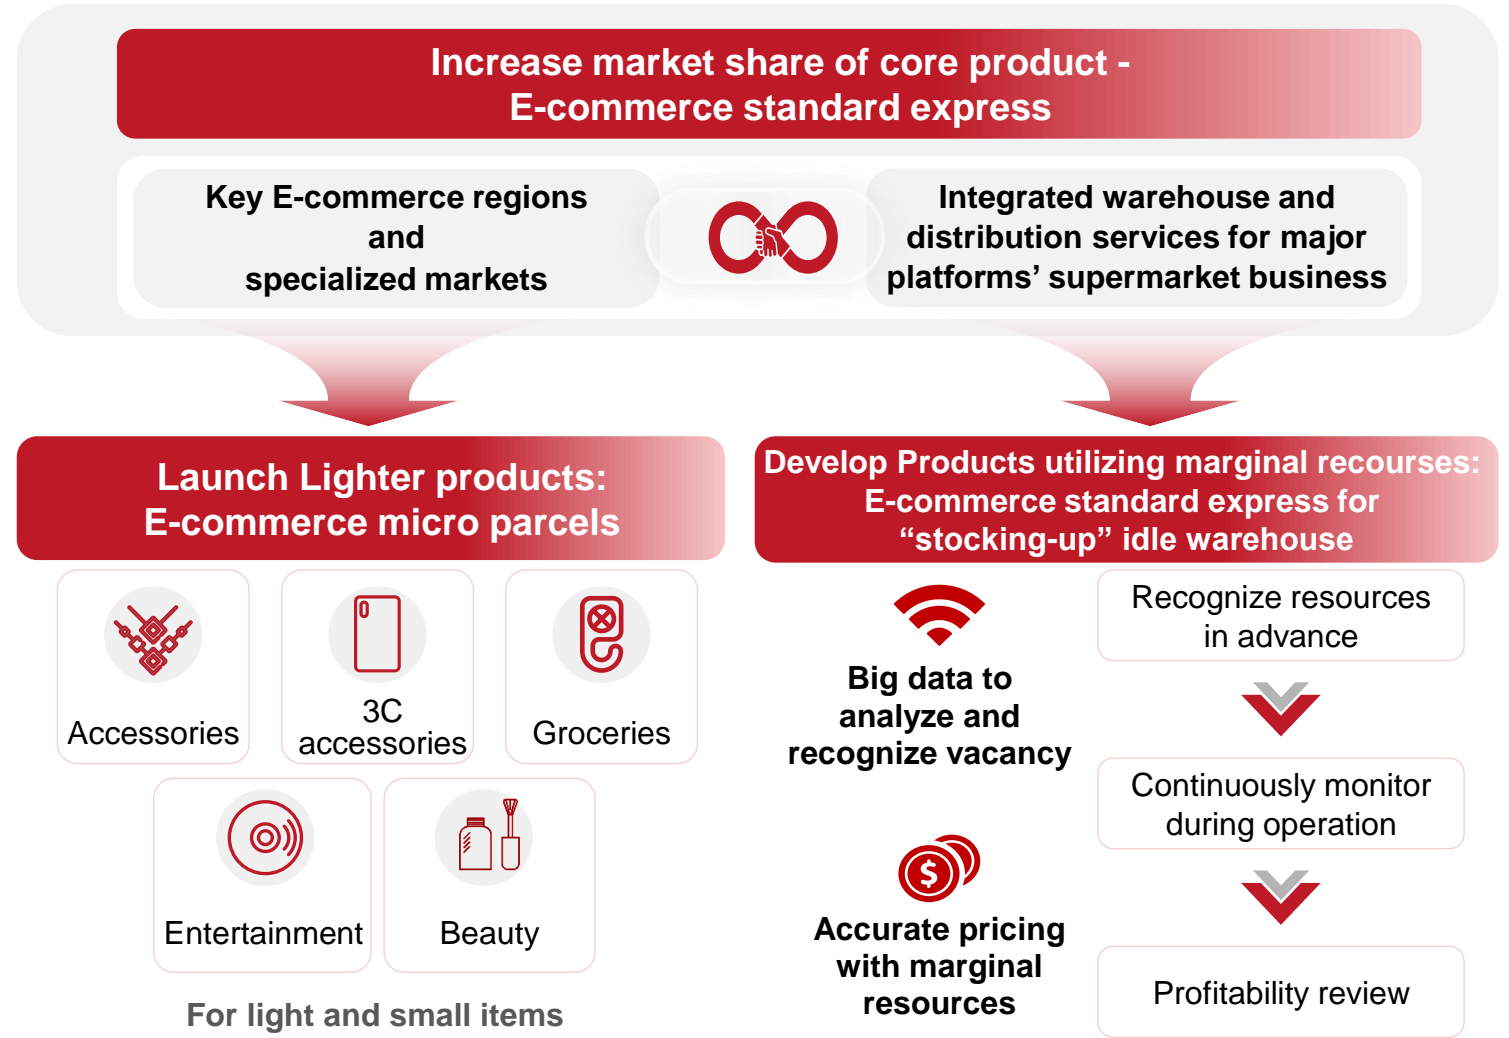 Increase market share of core product -
E-commerce standard express
Key E-commerce regions
and
specialized markets
Integrated warehouse and
distribution services for major
platforms’ supermarket business
Launch Lighter products:
E-commerce micro parcels
Accessories
3C
accessories
Groceries
Entertainment
Beauty
For light and small items
Develop Products utilizing marginal recourses:
E-commerce standard express for
“stocking-up” idle warehouse
Big data to
analyze and
recognize vacancy
$
Accurate pricing
with marginal
resources
Recognize resources
in advance
Continuously monitor
during operation
Profitability review